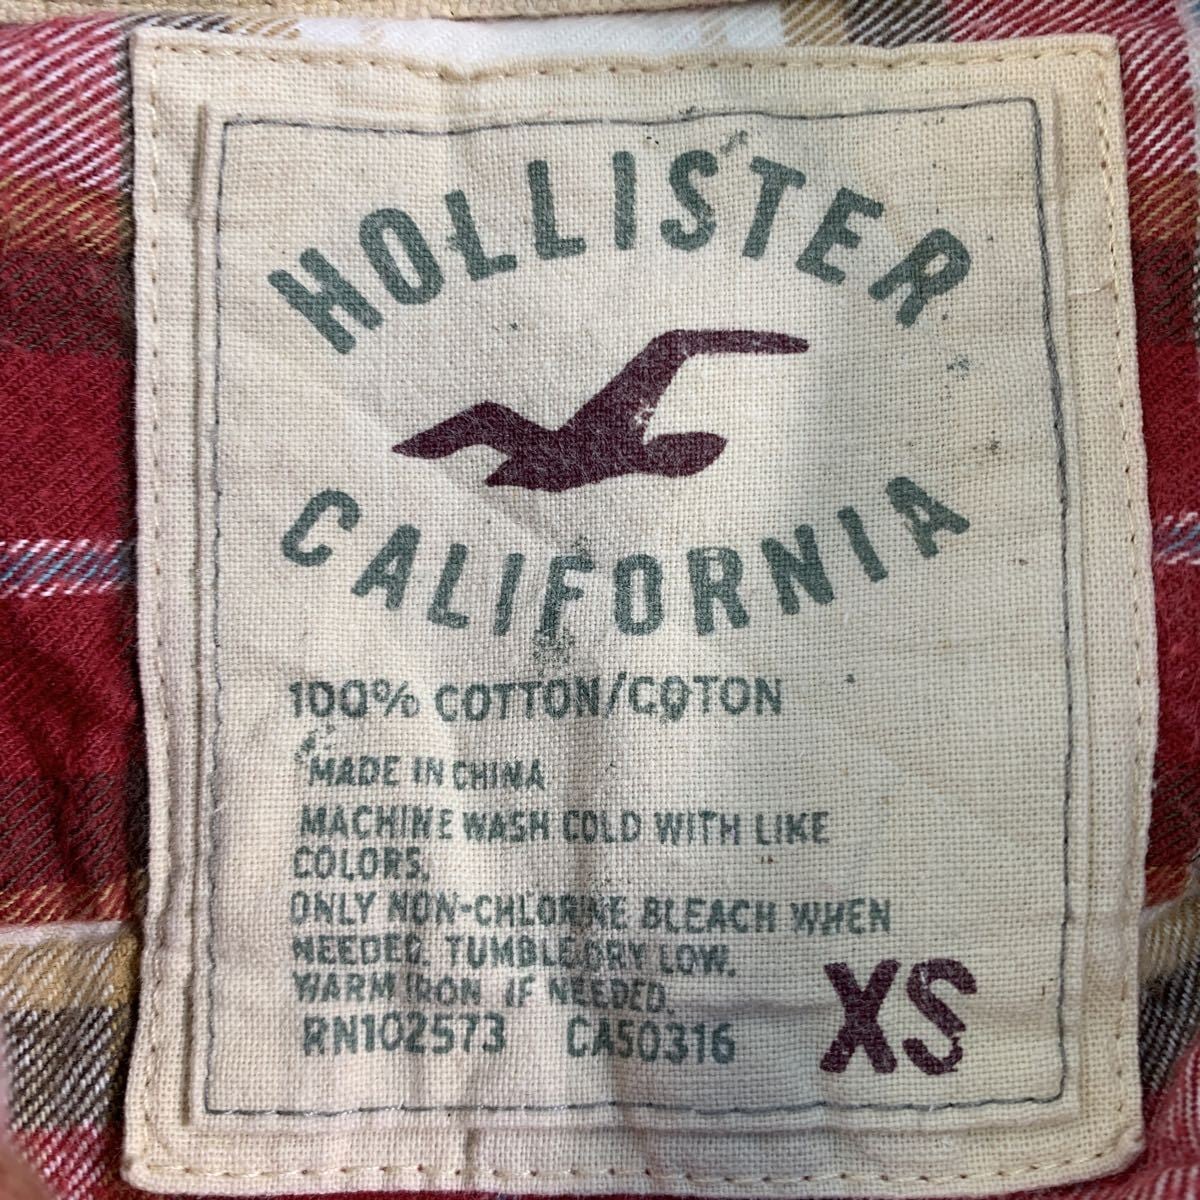 HOLLISTER
CALIFORNIA
100% COTTON/COTON
MADE IN CHINA
MACHINE WASH COLD WITH LIKE
COLORS.
ONLY NON-CHLORINE BLEACH WHEN
NEEDED. TUMBLE DRY LOW.
WARM IRON IF NEEDED.
RN102573 CA50316
XS